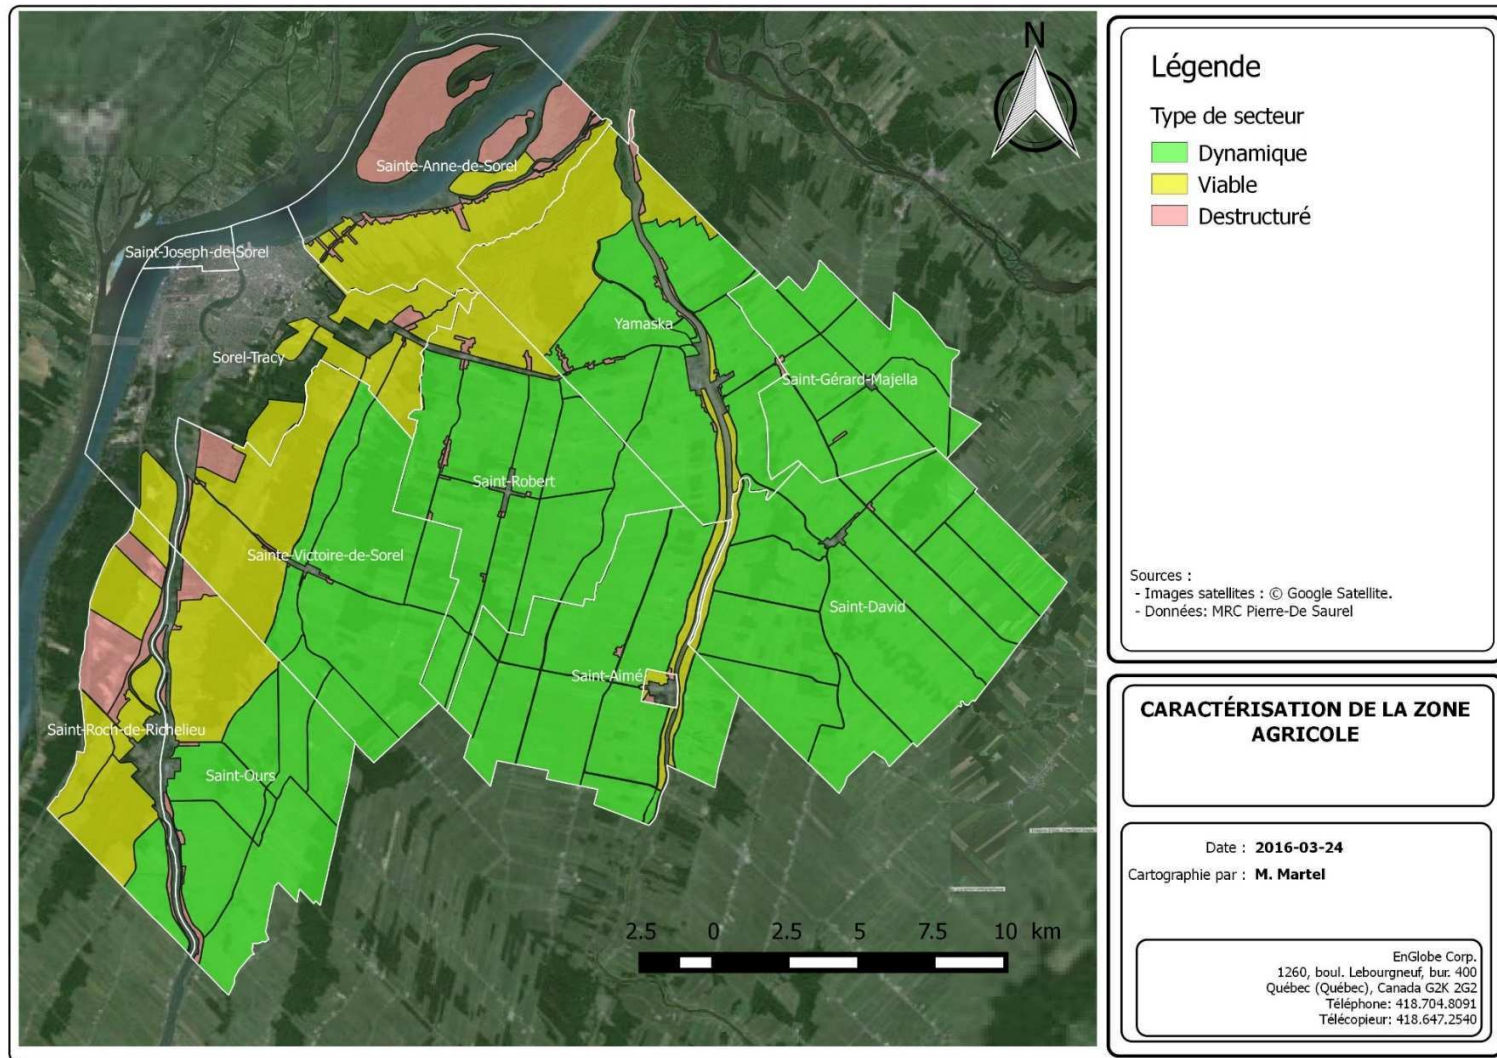 N
Sainte-Anne-de-Sorel
Saint-Joseph-de-Sorel
Yamaska
Sorel-Tracy
Saint-Gérard-Majella
Saint-Robert
Sainte-Victoire-de-Sorel
Saint-David
Saint-Aimé
Saint-Roch-de-Richelieu
Saint-Ours
2.5 0 2.5 5 7.5 10 km
Légende
Type de secteur
Dynamique
Viable
Destructuré
Sources :
- Images satellites : © Google Satellite.
- Données: MRC Pierre-De Saurel
CARACTÉRISATION DE LA ZONE
AGRICOLE
Date : 2016-03-24
Cartographie par : M. Martel
EnGlobe Corp.
1260, boul. Lebourgneuf, bur. 400
Québec (Québec), Canada G2K 2G2
Téléphone: 418.704.8091
Télécopieur: 418.647.2540